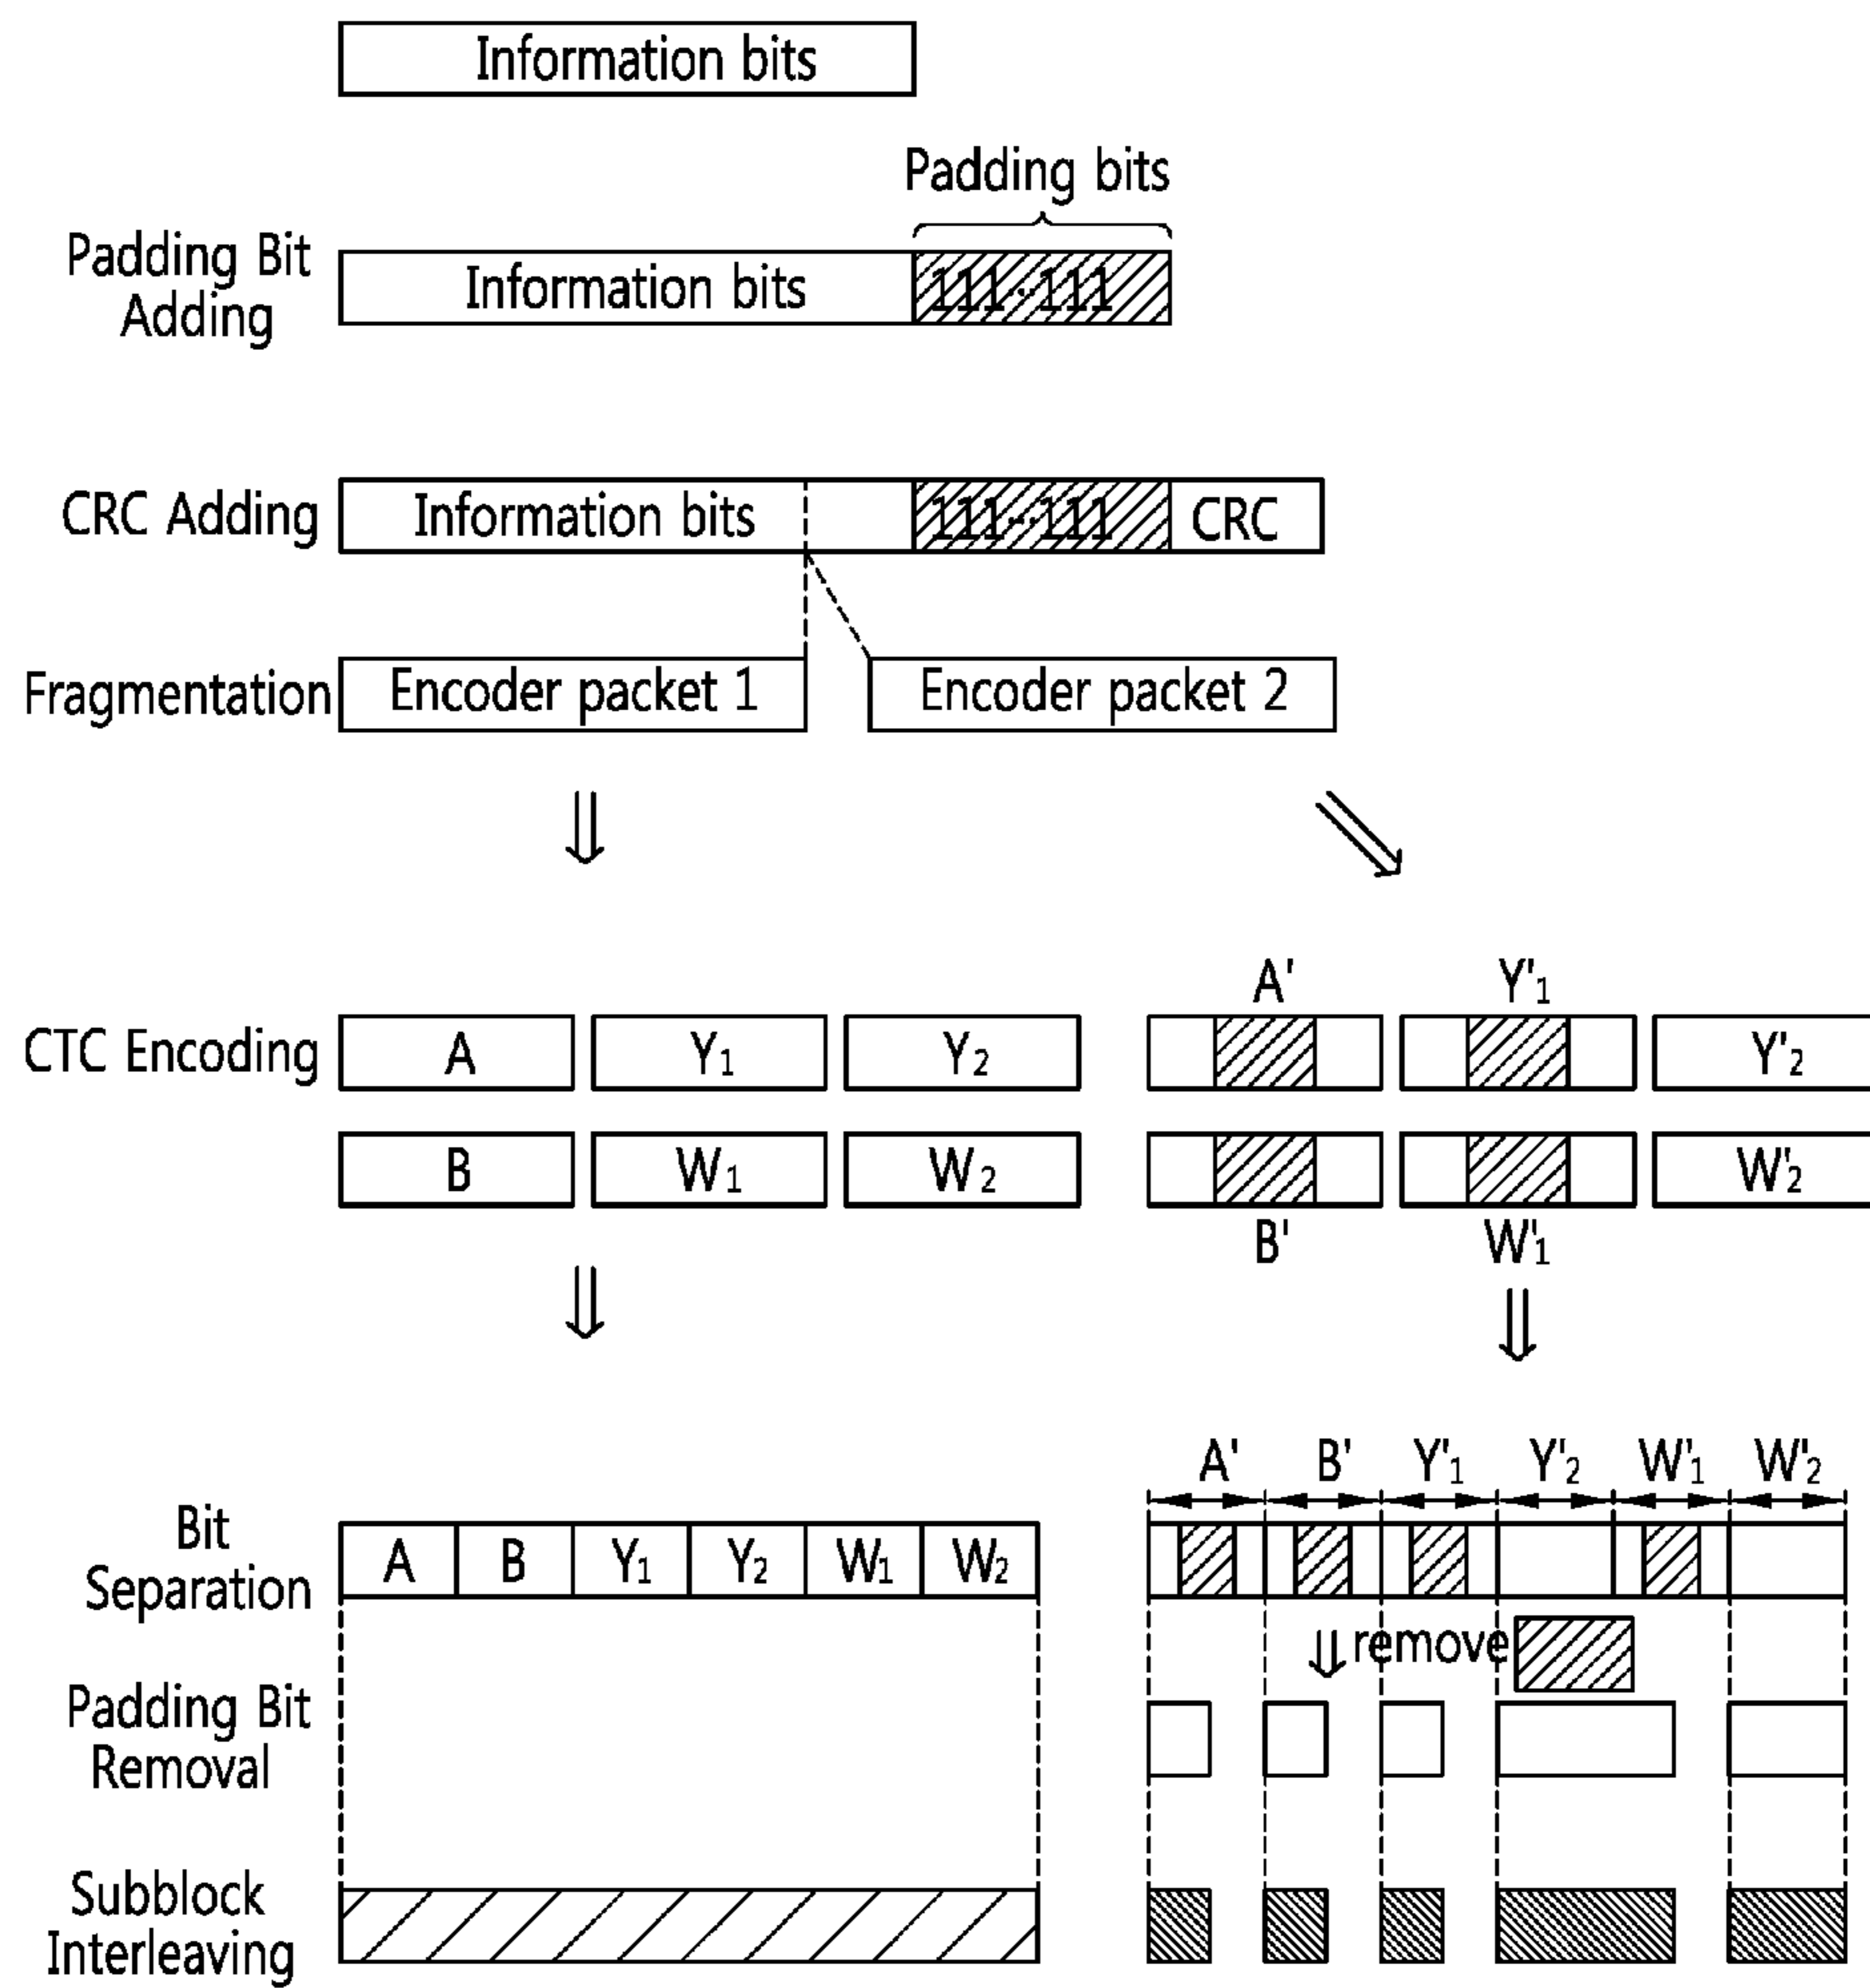 Information bits
Padding bits
Padding Bit
Adding
Information bits
111···111
CRC Adding
Information bits
111···111
CRC
Fragmentation
Encoder packet 1
Encoder packet 2
CTC Encoding
A
Y₁
Y₂
A'
Y'₁
Y'₂
B
W₁
W₂
B'
W'₁
W'₂
Bit
Separation
A
B
Y₁
Y₂
W₁
W₂
A'
B'
Y'₁
Y'₂
W'₁
W'₂
remove
Padding Bit
Removal
Subblock
Interleaving